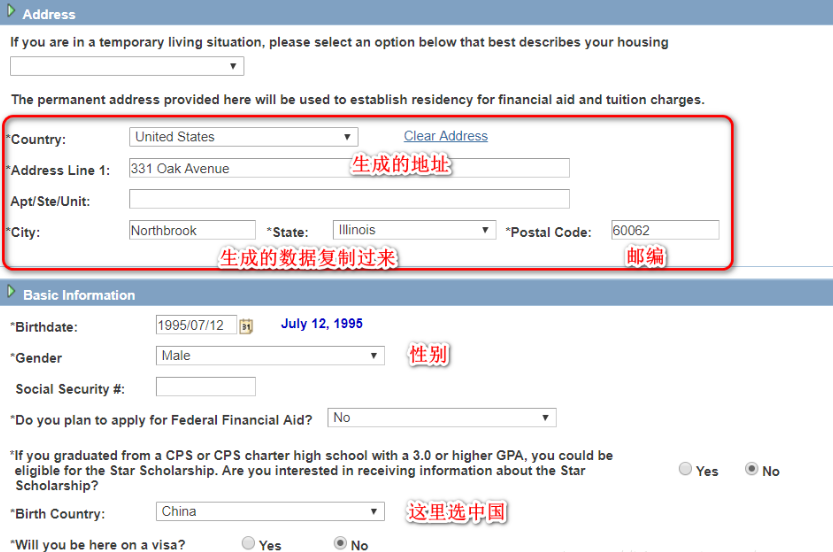 Address
If you are in a temporary living situation, please select an option below that best describes your housing
The permanent address provided here will be used to establish residency for financial aid and tuition charges.
*Country: United States Clear Address
*Address Line 1: 331 Oak Avenue 生成的地址
Apt/Ste/Unit:
*City: Northbrook *State: Illinois *Postal Code: 60062
生成的数据复制过来 邮编
Basic Information
*Birthdate: 1995/07/12 31 July 12, 1995
*Gender Male 性别
Social Security #:
*Do you plan to apply for Federal Financial Aid? No
*If you graduated from a CPS or CPS charter high school with a 3.0 or higher GPA, you could be
eligible for the Star Scholarship. Are you interested in receiving information about the Star Yes No
Scholarship?
*Birth Country: China 这里选中国
*Will you be here on a visa? Yes No